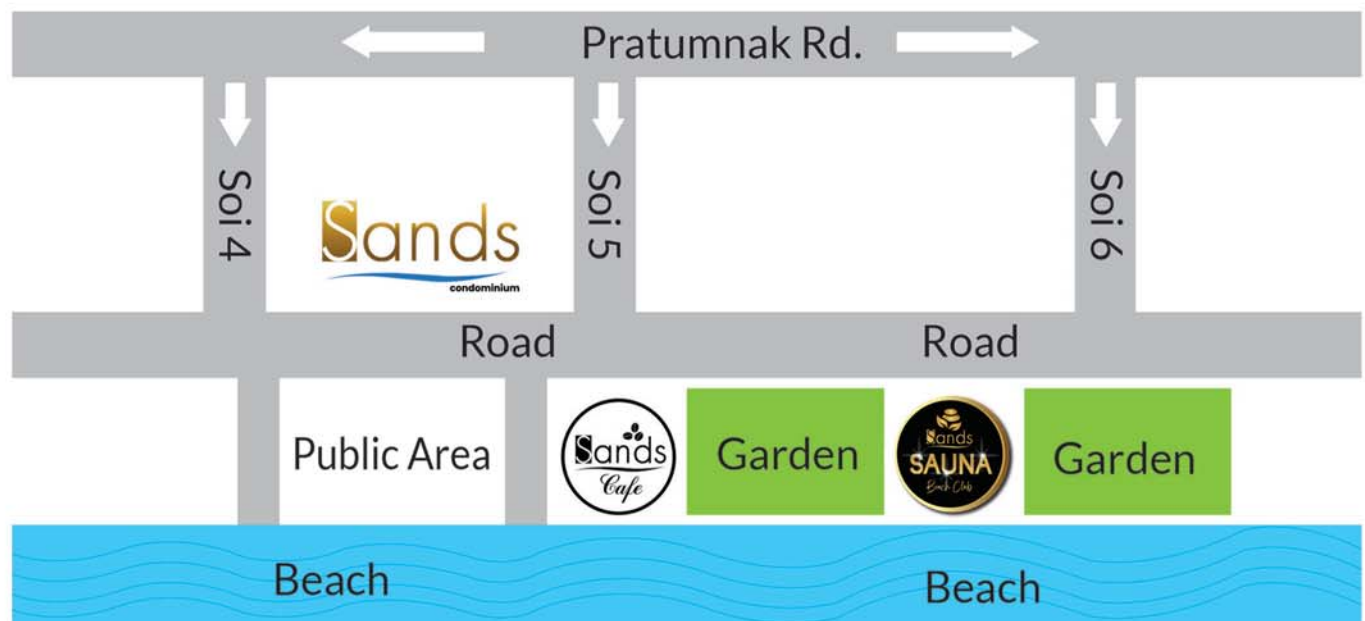 Pratumnak Rd.
Soi 4
Soi 5
Soi 6
Sands
condominium
Road
Road
Public Area
Sands
Cafe
Garden
Sands
SAUNA
Beach Club
Garden
Beach
Beach